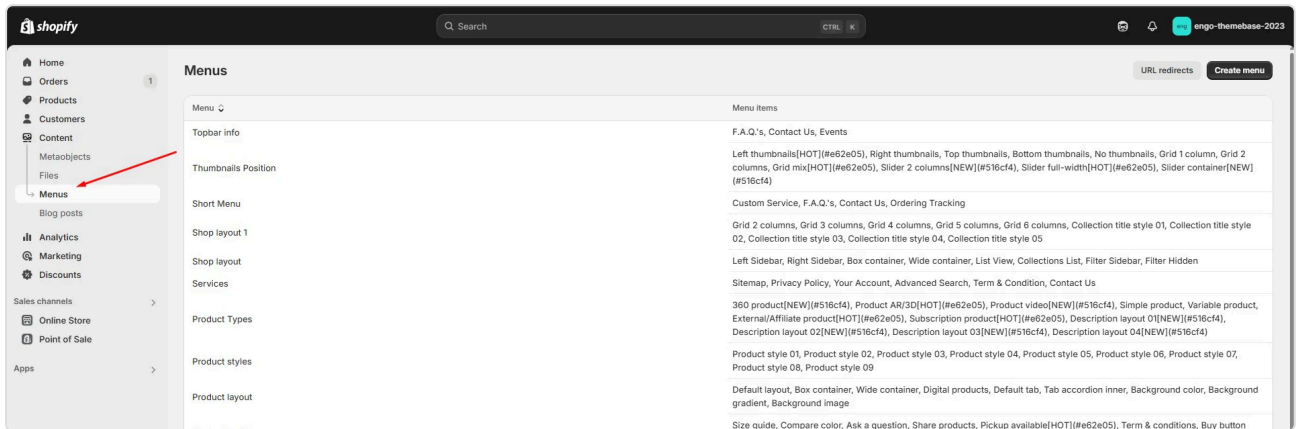 shopify
Search
CTRL K
eng
engo-themebase-2023
Home
Orders
1
Products
Customers
Content
Metaobjects
Files
Menus
Blog posts
Analytics
Marketing
Discounts
Sales channels
Online Store
Point of Sale
Apps
Menus
URL redirects
Create menu
Menu
Menu items
Topbar info
F.A.Q.'s, Contact Us, Events
Thumbnails Position
Left thumbnails[HOT](#e62e05), Right thumbnails, Top thumbnails, Bottom thumbnails, No thumbnails, Grid 1 column, Grid 2
columns, Grid mix[HOT](#e62e05), Slider 2 columns[NEW](#516cf4), Slider full-width[HOT](#e62e05), Slider container[NEW]
(#516cf4)
Short Menu
Custom Service, F.A.Q.'s, Contact Us, Ordering Tracking
Shop layout 1
Grid 2 columns, Grid 3 columns, Grid 4 columns, Grid 5 columns, Grid 6 columns, Collection title style 01, Collection title style
02, Collection title style 03, Collection title style 04, Collection title style 05
Shop layout
Left Sidebar, Right Sidebar, Box container, Wide container, List View, Collections List, Filter Sidebar, Filter Hidden
Services
Sitemap, Privacy Policy, Your Account, Advanced Search, Term & Condition, Contact Us
Product Types
360 product[NEW](#516cf4), Product AR/3D[HOT](#e62e05), Product video[NEW](#516cf4), Simple product, Variable product,
External/Affiliate product[HOT](#e62e05), Subscription product[HOT](#e62e05), Description layout 01[NEW](#516cf4),
Description layout 02[NEW](#516cf4), Description layout 03[NEW](#516cf4), Description layout 04[NEW](#516cf4)
Product styles
Product style 01, Product style 02, Product style 03, Product style 04, Product style 05, Product style 06, Product style 07,
Product style 08, Product style 09
Product layout
Default layout, Box container, Wide container, Digital products, Default tab, Tab accordion inner, Background color, Background
gradient, Background image
Size guide, Compare color, Ask a question, Share products, Pickup available[HOT](#e62e05), Term & conditions, Buy button